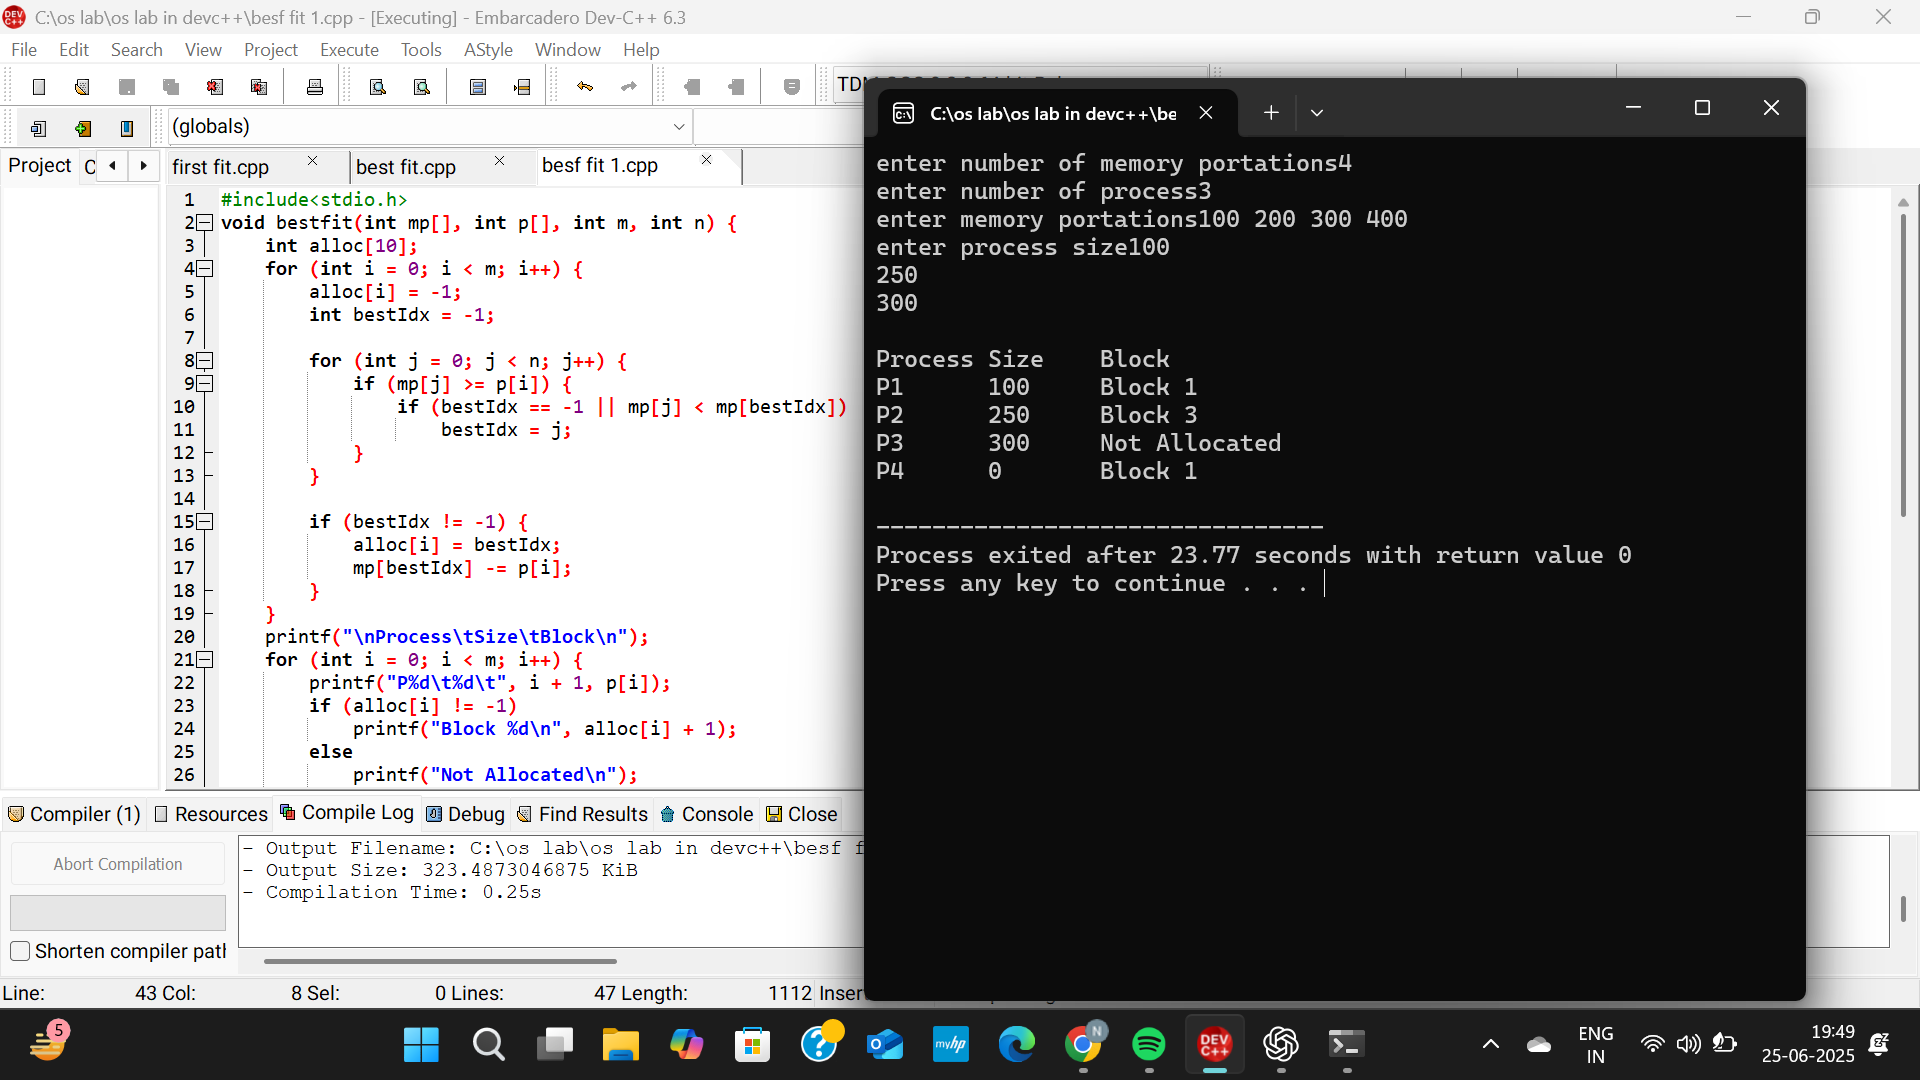 C:\os lab\os lab in devc++\besf fit 1.cpp - [Executing] - Embarcadero Dev-C++ 6.3
File Edit Search View Project Execute Tools AStyle Window Help
(globals)
Project
first fit.cpp best fit.cpp besf fit 1.cpp
1 #include<stdio.h>
2 void bestfit(int mp[], int p[], int m, int n) {
3 int alloc[10];
4 for (int i = 0; i < m; i++) {
5 alloc[i] = -1;
6 int bestIdx = -1;
7
8 for (int j = 0; j < n; j++) {
9 if (mp[j] >= p[i]) {
10 if (bestIdx == -1 || mp[j] < mp[bestIdx])
11 bestIdx = j;
12 }
13 }
14
15 if (bestIdx != -1) {
16 alloc[i] = bestIdx;
17 mp[bestIdx] -= p[i];
18 }
19 }
20 printf("\nProcess\tSize\tBlock\n");
21 for (int i = 0; i < m; i++) {
22 printf("P%d\t%d\t", i + 1, p[i]);
23 if (alloc[i] != -1)
24 printf("Block %d\n", alloc[i] + 1);
25 else
26 printf("Not Allocated\n");
C:\os lab\os lab in devc++\be
enter number of memory portations4
enter number of process3
enter memory portations100 200 300 400
enter process size100
250
300
Process Size Block
P1 100 Block 1
P2 250 Block 3
P3 300 Not Allocated
P4 0 Block 1
--------------------------------
Process exited after 23.77 seconds with return value 0
Press any key to continue . . .
Compiler (1) Resources Compile Log Debug Find Results Console Close
Abort Compilation
Shorten compiler path
- Output Filename: C:\os lab\os lab in devc++\besf f
- Output Size: 323.4873046875 KiB
- Compilation Time: 0.25s
Line: 43 Col: 8 Sel: 0 Lines: 47 Length: 1112 Inser
5
myhp
N
DEV C++
ENG
IN
19:49
25-06-2025